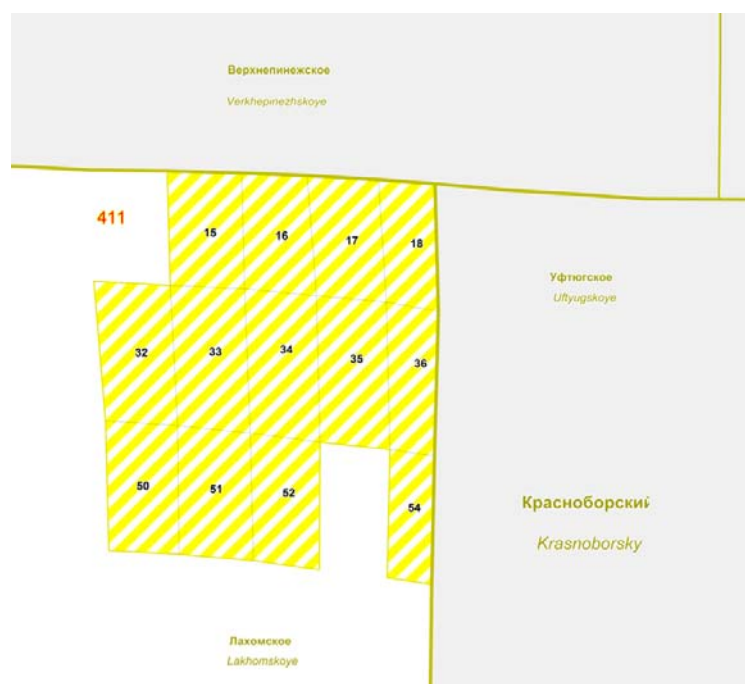 Верхнепинежское
Verkhepinezhskoye
411
15
16
17
18
Уфтюгское
Uftyugskoye
32
33
34
35
36
50
51
52
54
Красноборский
Krasnoborsky
Лахомское
Lakhomskoye